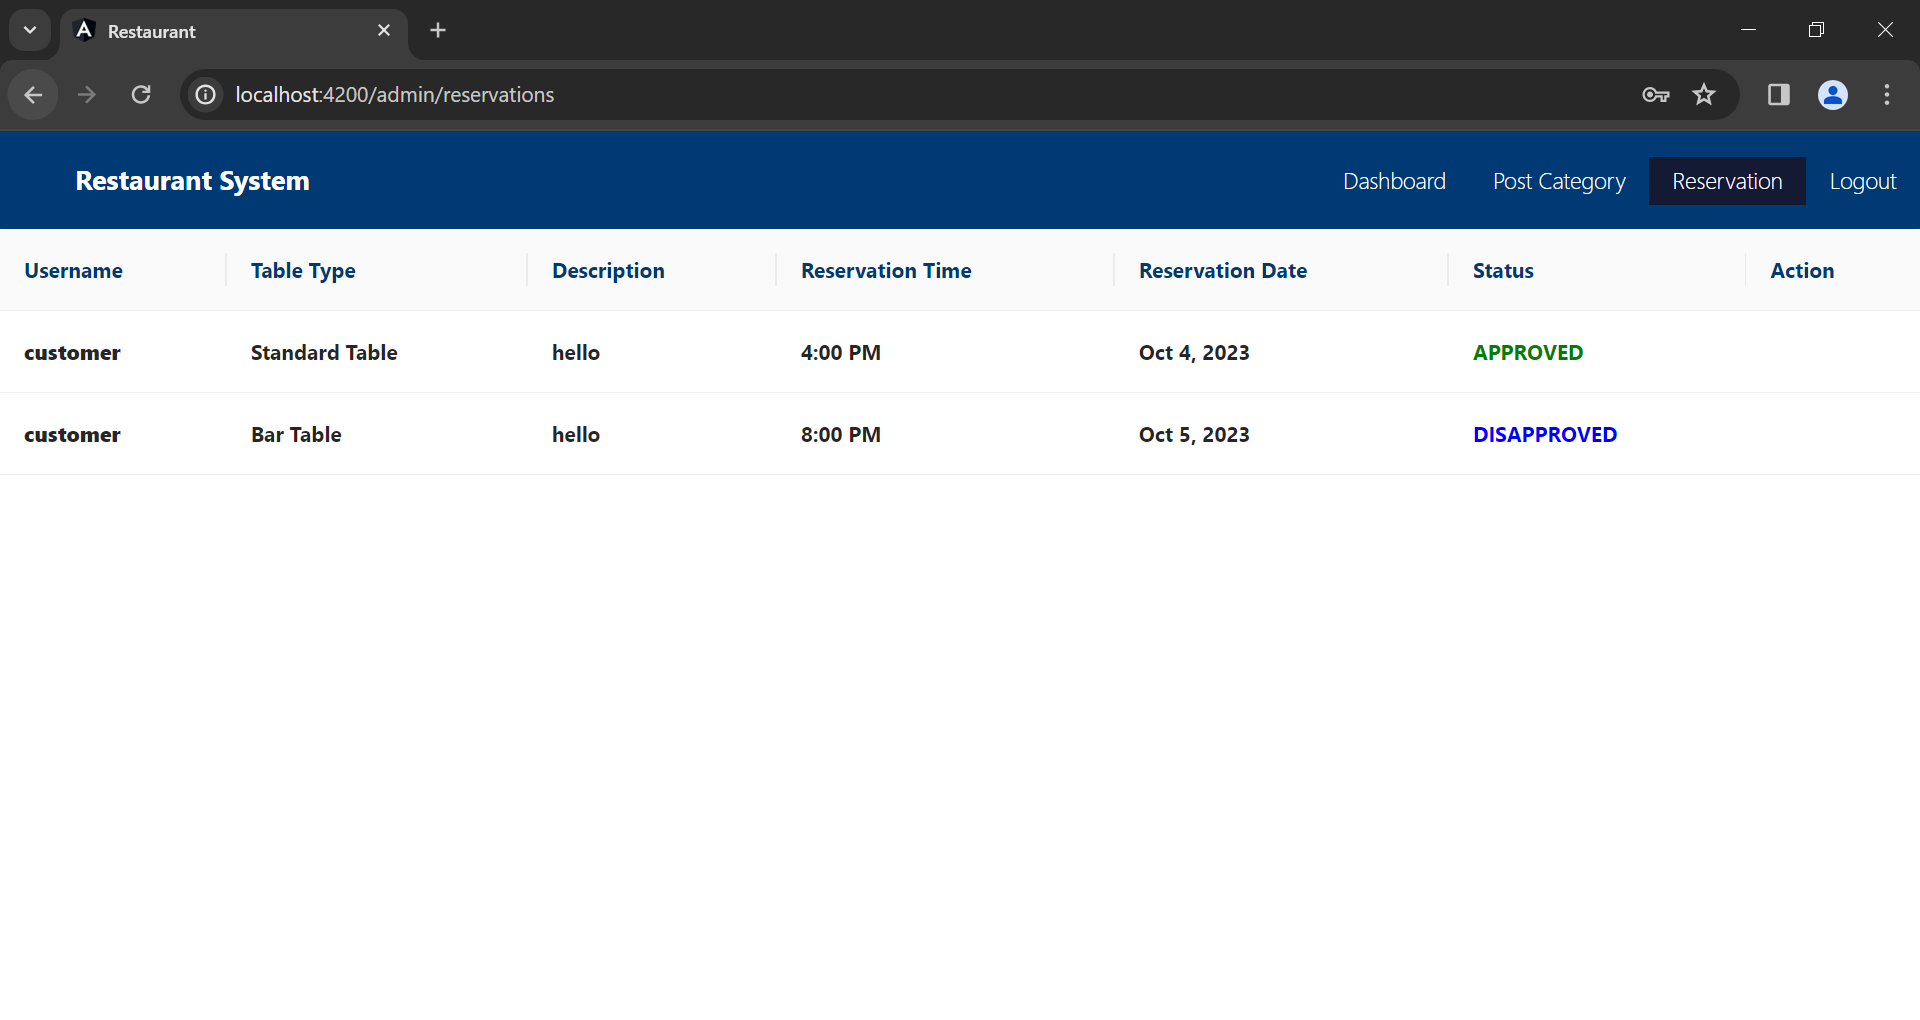 Restaurant
localhost:4200/admin/reservations
Restaurant System Dashboard Post Category Reservation Logout
Username Table Type Description Reservation Time Reservation Date Status Action
customer Standard Table hello 4:00 PM Oct 4, 2023 APPROVED
customer Bar Table hello 8:00 PM Oct 5, 2023 DISAPPROVED